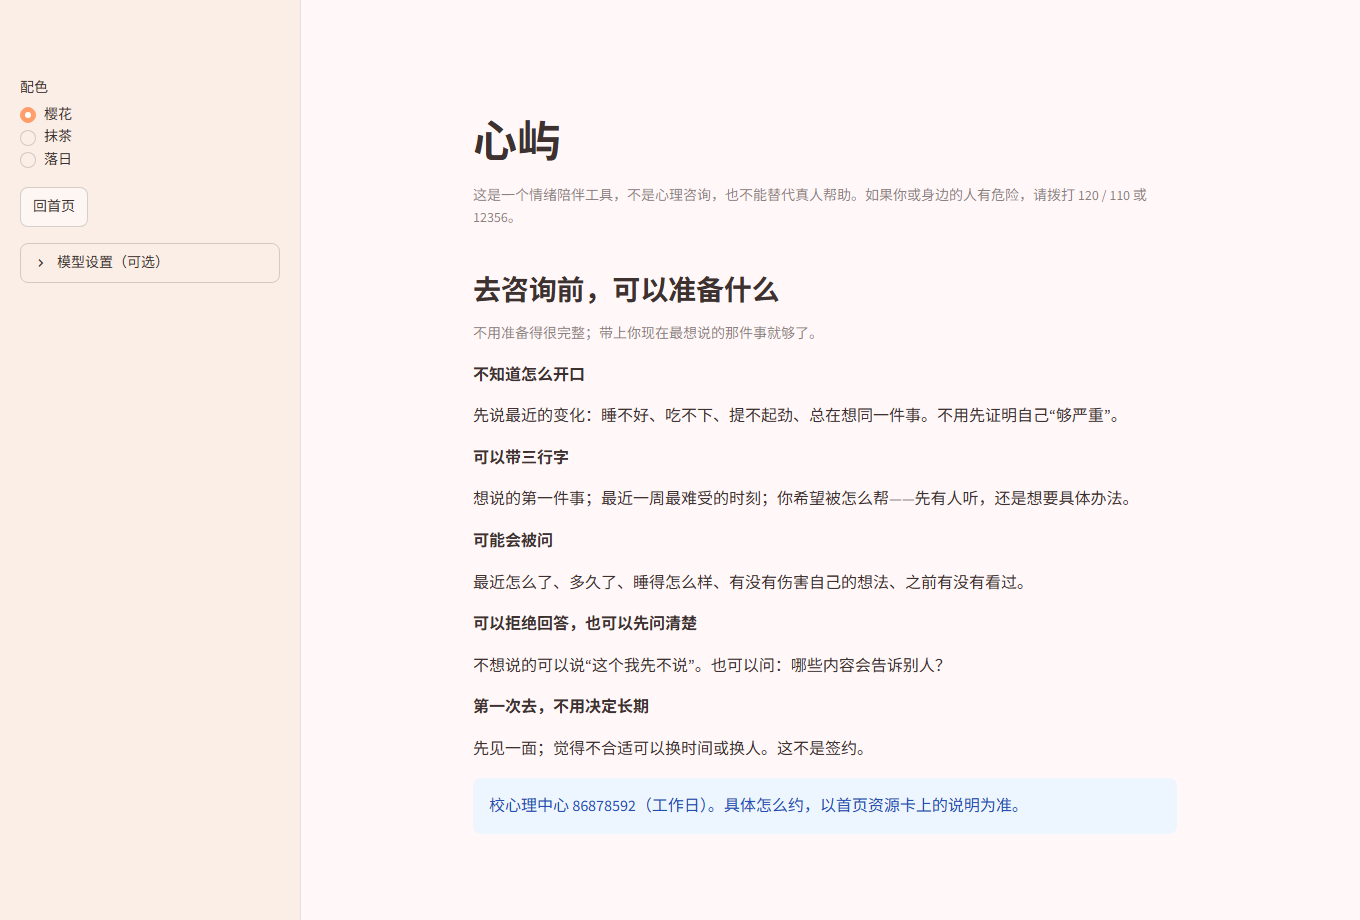 配色
樱花
抹茶
落日
回首页
模型设置（可选）
心屿
这是一个情绪陪伴工具，不是心理咨询，也不能替代真人帮助。如果你或身边的人有危险，请拨打 120 / 110 或
12356。
去咨询前，可以准备什么
不用准备得很完整；带上你现在最想说的那件事就够了。
不知道怎么开口
先说最近的变化：睡不好、吃不下、提不起劲、总在想同一件事。不用先证明自己“够严重”。
可以带三行字
想说的第一件事；最近一周最难受的时刻；你希望被怎么帮——先有人听，还是想要具体办法。
可能会被问
最近怎么了、多久了、睡得怎么样、有没有伤害自己的想法、之前有没有看过。
可以拒绝回答，也可以先问清楚
不想说的可以说“这个我先不说”。也可以问：哪些内容会告诉别人？
第一次去，不用决定长期
先见一面；觉得不合适可以换时间或换人。这不是签约。
校心理中心 86878592（工作日）。具体怎么约，以首页资源卡上的说明为准。